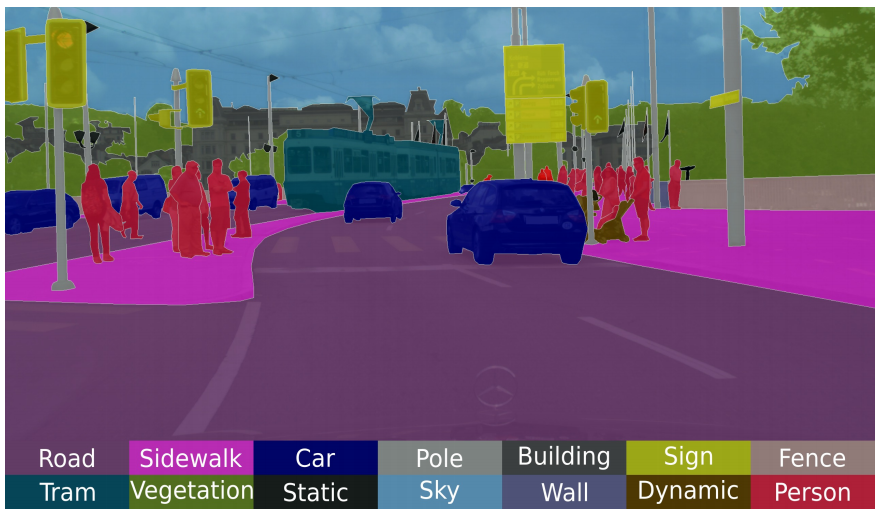 Road Sidewalk Car Pole Building Sign Fence
Tram Vegetation Static Sky Wall Dynamic Person